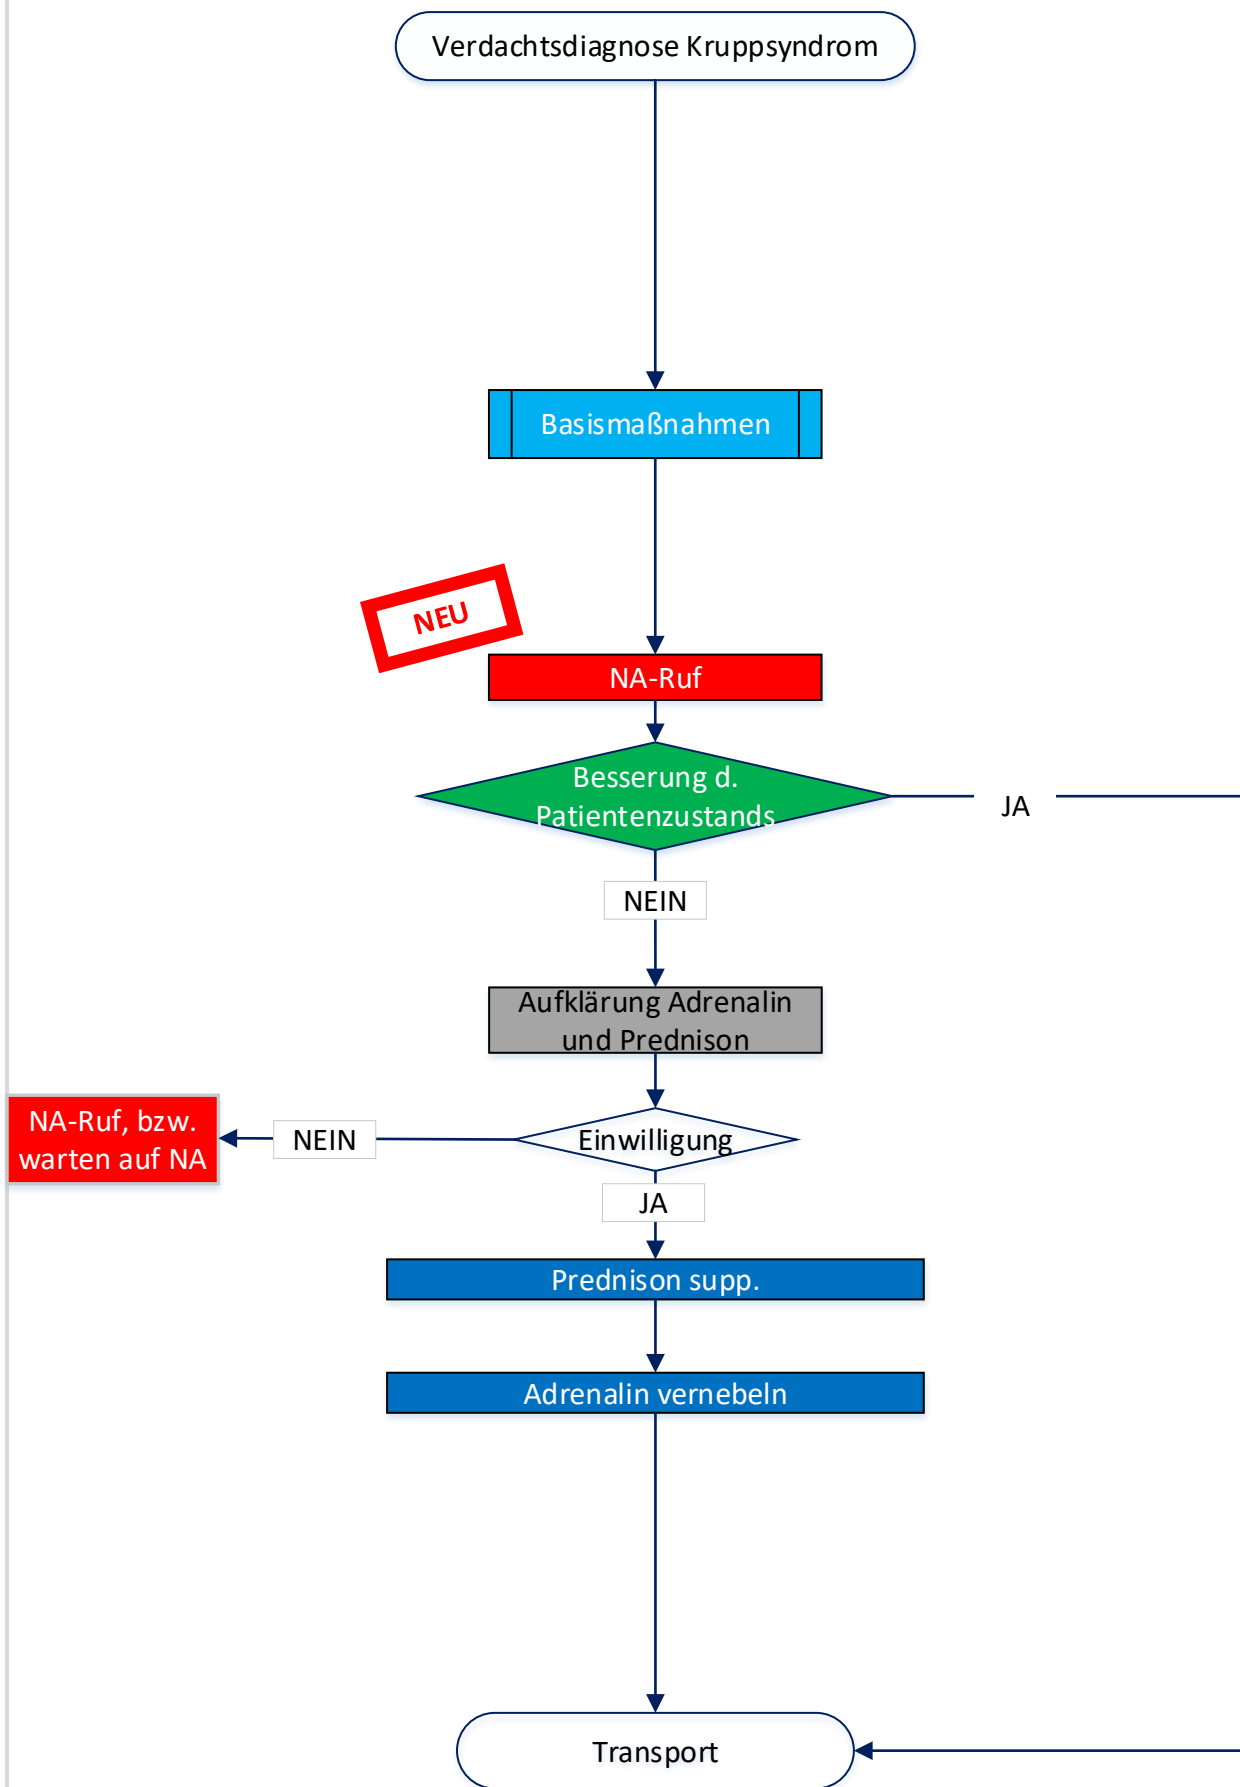 Verdachtsdiagnose Kruppsyndrom
Basismaßnahmen
NEU
NA-Ruf
Besserung d.
Patientenzustands
JA
NEIN
Aufklärung Adrenalin
und Prednison
Einwilligung
NEIN
NA-Ruf, bzw.
warten auf NA
JA
Prednison supp.
Adrenalin vernebeln
Transport